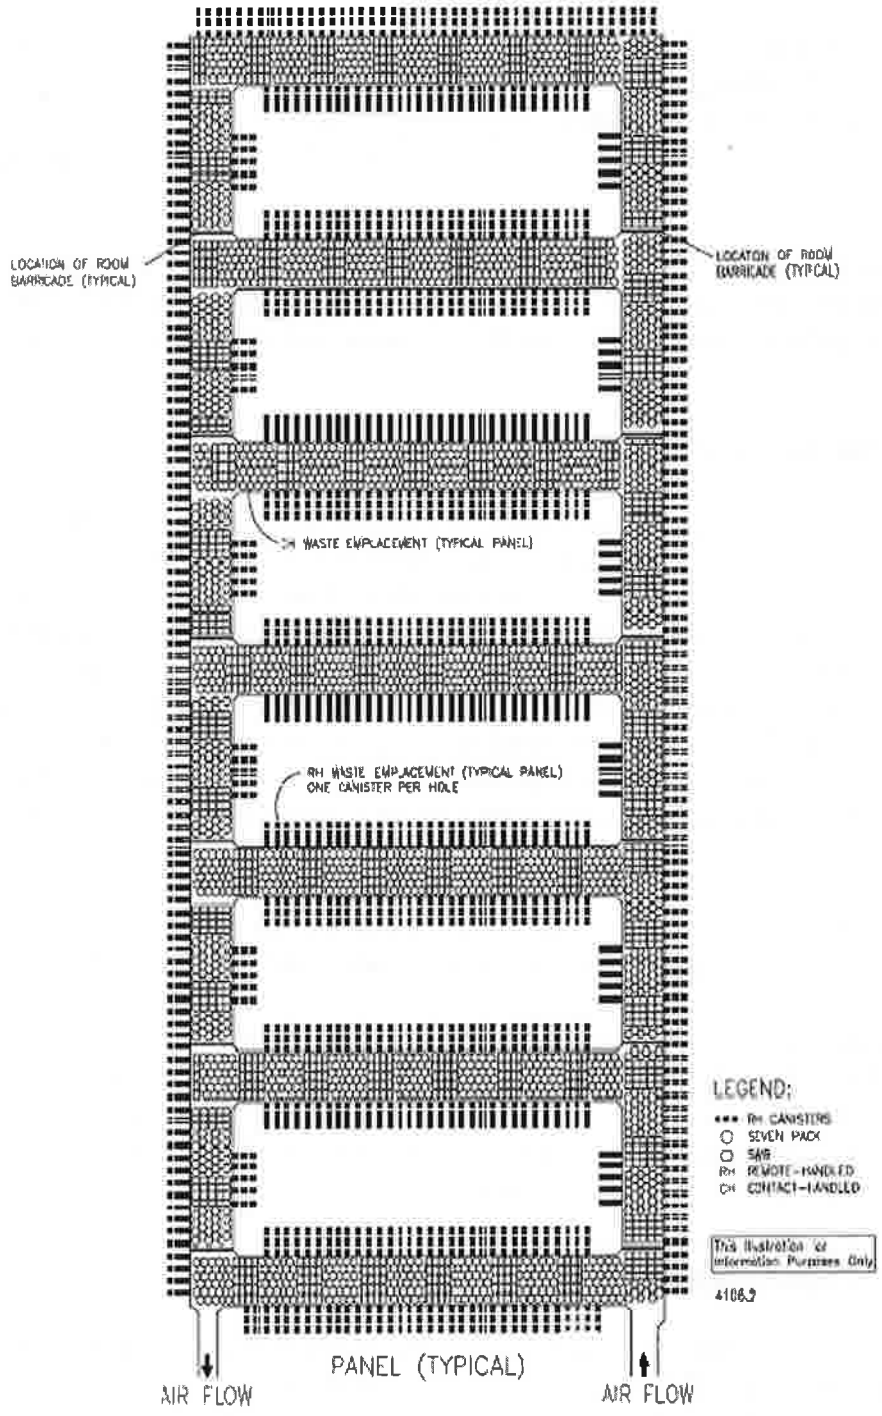 LOCATION OF ROOM
BARRICADE (TYPICAL)
LOCATON OF ROOM
BARRICADE (TYPICAL)
CH WASTE EMPLACEMENT (TYPICAL PANEL)
RH WASTE EMPLACEMENT (TYPICAL PANEL)
ONE CANISTER PER HOLE
LEGEND:
RH CANISTERS
SEVEN PACK
SWB
RH REMOTE-HANDLED
CH CONTACT-HANDLED
This Illustration for
Information Purposes Only
PANEL (TYPICAL)
AIR FLOW
AIR FLOW